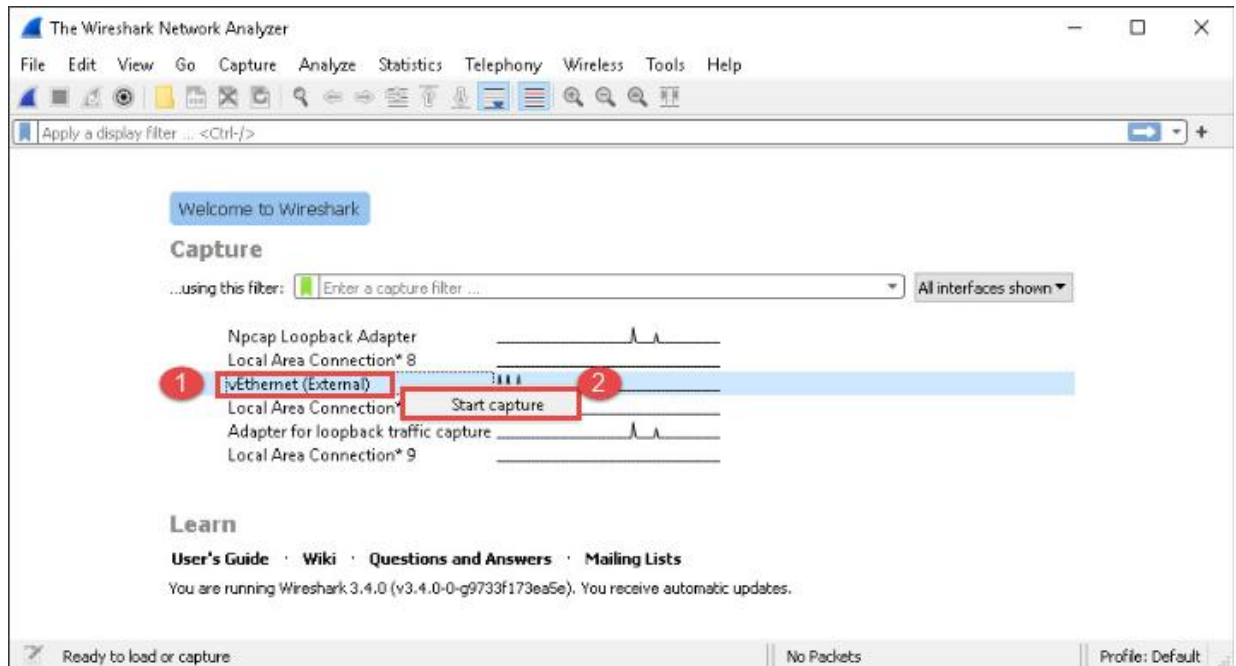 The Wireshark Network Analyzer
File Edit View Go Capture Analyze Statistics Telephony Wireless Tools Help
Apply a display filter ... <Ctrl-/>
Welcome to Wireshark
Capture
...using this filter: Enter a capture filter ... All interfaces shown
Npcap Loopback Adapter
Local Area Connection* 8
1 vEthernet (External) 2
Local Area Connection* Start capture
Adapter for loopback traffic capture
Local Area Connection* 9
Learn
User's Guide · Wiki · Questions and Answers · Mailing Lists
You are running Wireshark 3.4.0 (v3.4.0-0-g9733f173ea5e). You receive automatic updates.
Ready to load or capture No Packets Profile: Default